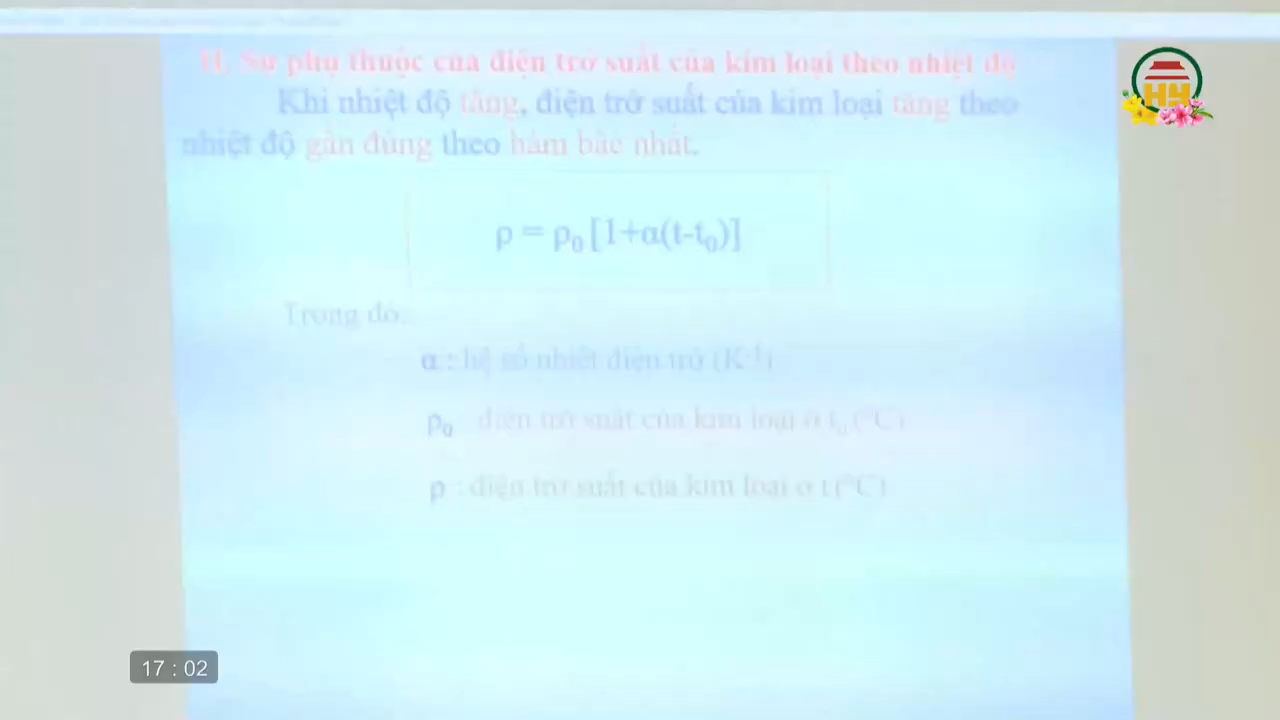 II. Sự phụ thuộc của điện trở suất của kim loại theo nhiệt độ
Khi nhiệt độ tăng, điện trở suất của kim loại tăng theo
nhiệt độ gần đúng theo hàm bậc nhất.
ρ = ρ₀ [1+α(t-t₀)]
Trong đó:
α : hệ số nhiệt điện trở (K⁻¹)
ρ₀ : điện trở suất của kim loại ở t₀ (°C)
ρ : điện trở suất của kim loại ở t (°C)
HY
17 : 02